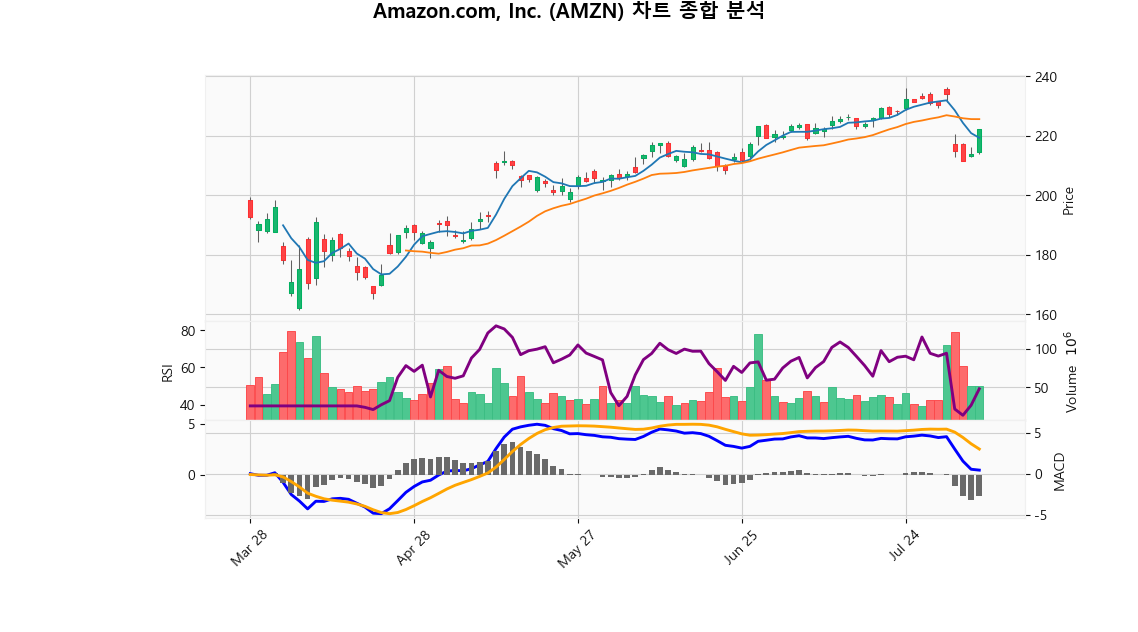 Amazon.com, Inc. (AMZN) 차트 종합 분석
240
220
200
180
160
Price
80
60
40
RSI
100
50
Volume 10⁶
5
0
5
0
-5
MACD
Mar 28
Apr 28
May 27
Jun 25
Jul 24